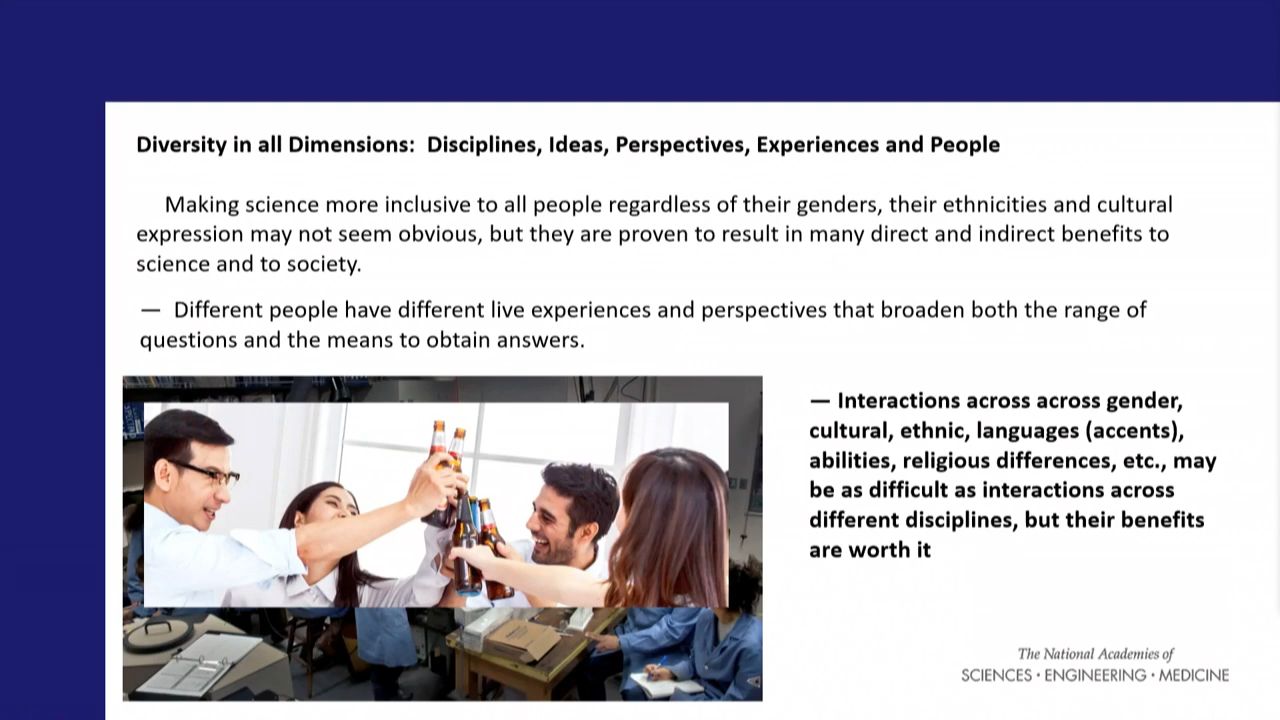 Diversity in all Dimensions:  Disciplines, Ideas, Perspectives, Experiences and People
Making science more inclusive to all people regardless of their genders, their ethnicities and cultural
expression may not seem obvious, but they are proven to result in many direct and indirect benefits to
science and to society.
—  Different people have different live experiences and perspectives that broaden both the range of
questions and the means to obtain answers.
— Interactions across across gender,
cultural, ethnic, languages (accents),
abilities, religious differences, etc., may
be as difficult as interactions across
different disciplines, but their benefits
are worth it
The National Academies of
SCIENCES · ENGINEERING · MEDICINE